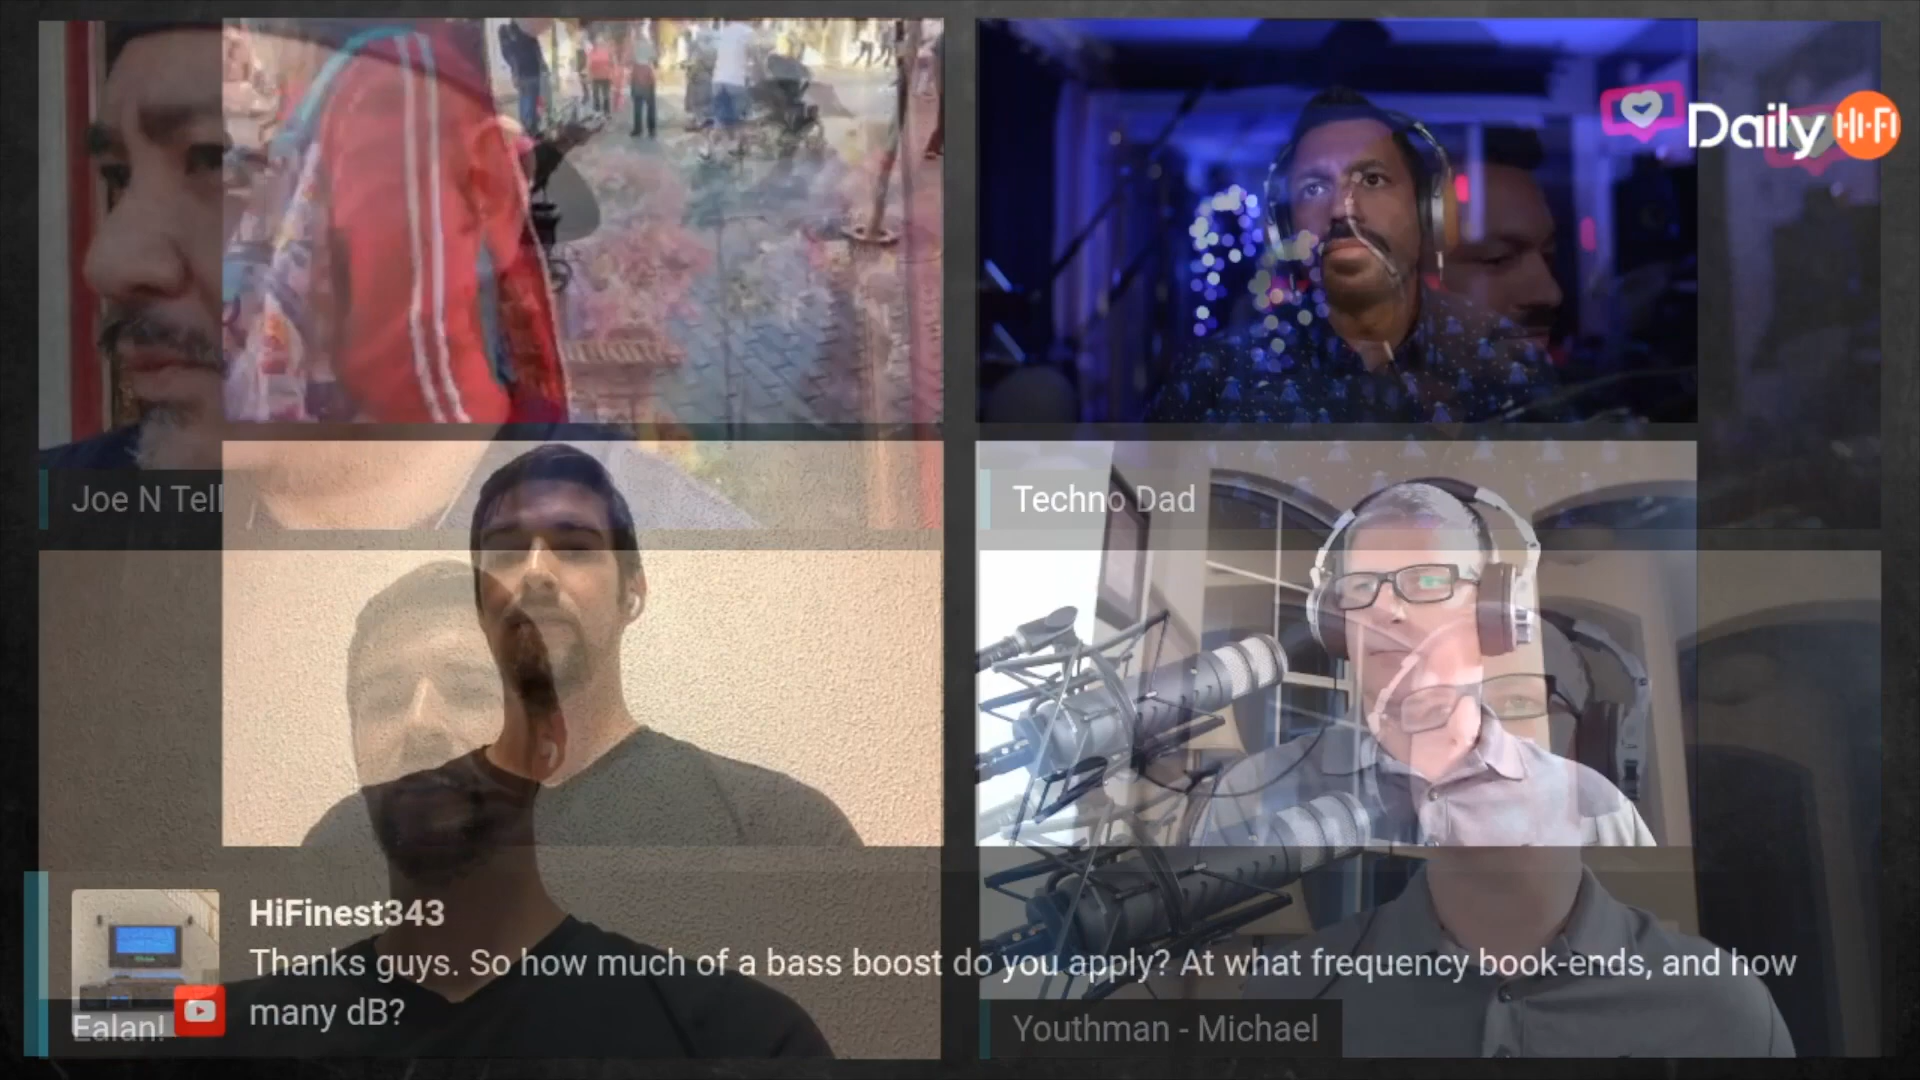 Daily HI-FI
Joe N Tell
Techno Dad
HiFinest343
Thanks guys. So how much of a bass boost do you apply? At what frequency book-ends, and how
many dB?
Ealan!
Youthman - Michael